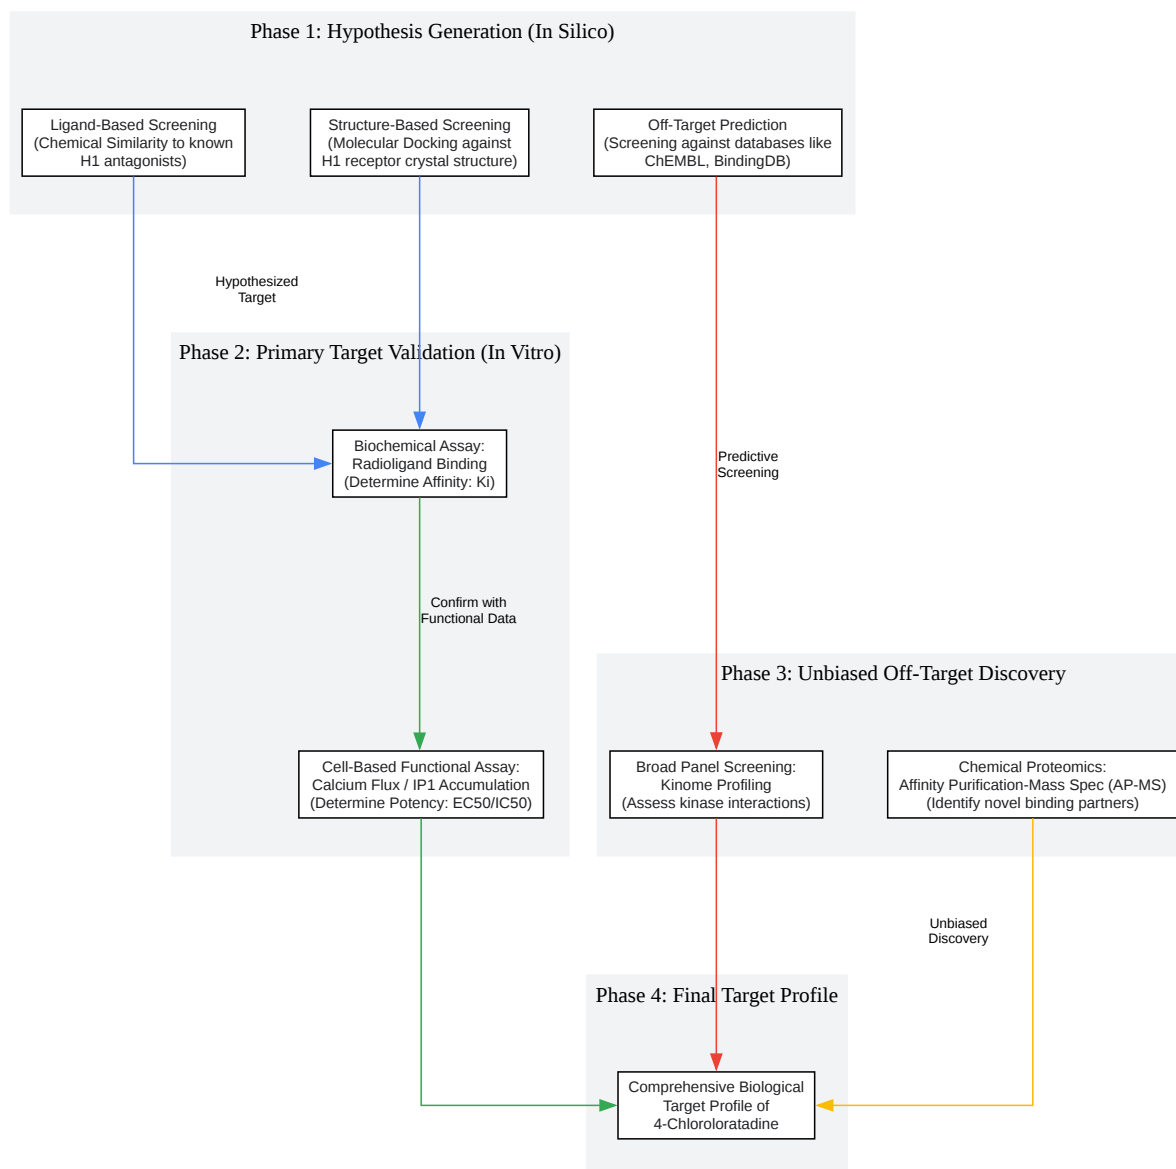 Phase 1: Hypothesis Generation (In Silico)
Ligand-Based Screening
(Chemical Similarity to known
H1 antagonists)
Structure-Based Screening
(Molecular Docking against
H1 receptor crystal structure)
Off-Target Prediction
(Screening against databases like
ChEMBL, BindingDB)
Hypothesized
Target
Phase 2: Primary Target Validation (In Vitro)
Biochemical Assay:
Radioligand Binding
(Determine Affinity: Ki)
Predictive
Screening
Confirm with
Functional Data
Phase 3: Unbiased Off-Target Discovery
Cell-Based Functional Assay:
Calcium Flux / IP1 Accumulation
(Determine Potency: EC50/IC50)
Broad Panel Screening:
Kinome Profiling
(Assess kinase interactions)
Chemical Proteomics:
Affinity Purification-Mass Spec (AP-MS)
(Identify novel binding partners)
Unbiased
Discovery
Phase 4: Final Target Profile
Comprehensive Biological
Target Profile of
4-Chloroloratadine